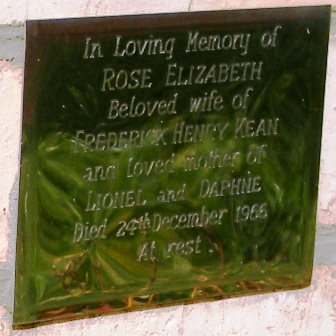 In Loving Memory of
ROSE ELIZABETH
Beloved wife of
FREDERICK HENRY KEAN
and loved mother of
LIONEL and DAPHNE
Died 24th December 1966
At rest.